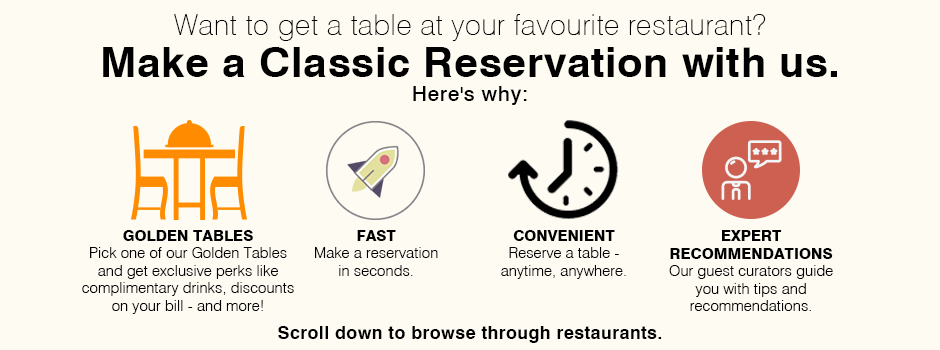 Want to get a table at your favourite restaurant?
Make a Classic Reservation with us.
Here's why:
GOLDEN TABLES
Pick one of our Golden Tables
and get exclusive perks like
complimentary drinks, discounts
on your bill - and more!
FAST
Make a reservation
in seconds.
CONVENIENT
Reserve a table -
anytime, anywhere.
EXPERT
RECOMMENDATIONS
Our guest curators guide
you with tips and
recommendations.
Scroll down to browse through restaurants.